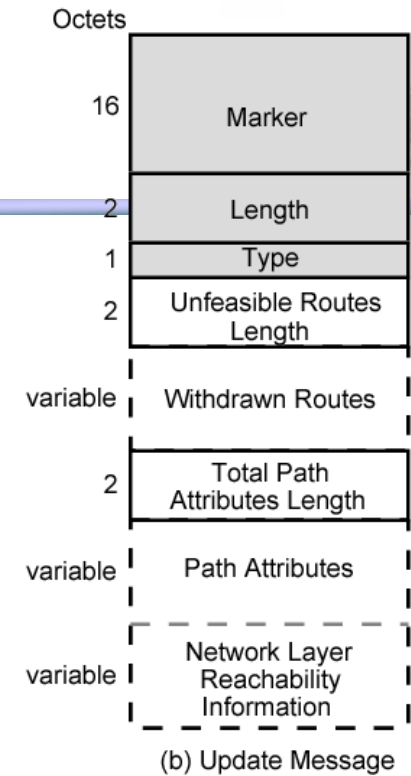 Octets
16
Marker
2
Length
1
Type
2
Unfeasible Routes
Length
variable
Withdrawn Routes
2
Total Path
Attributes Length
variable
Path Attributes
variable
Network Layer
Reachability
Information
(b) Update Message